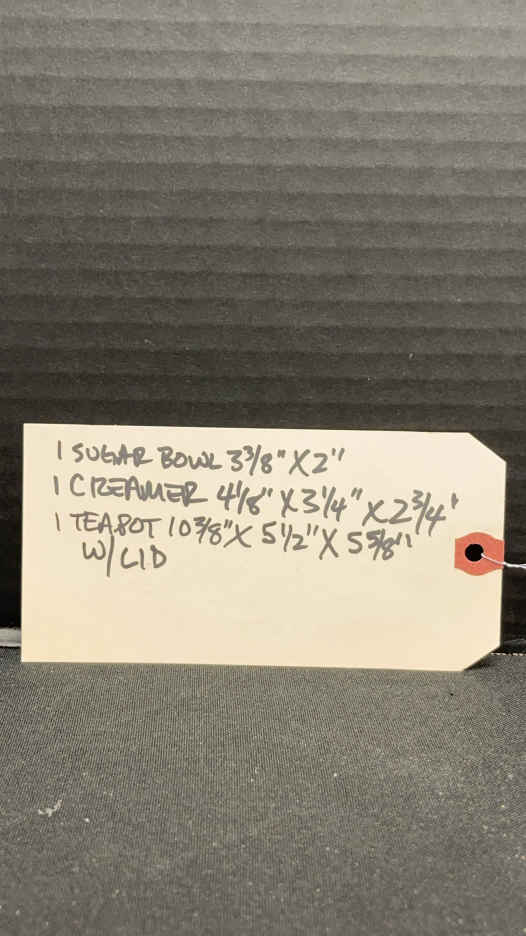 1 SUGAR BOWL 3 3/8" X 2"
1 CREAMER 4 1/8" X 3 1/4" X 2 3/4'
1 TEAPOT 10 3/8" X 5 1/2" X 5 5/8"
W/ LID